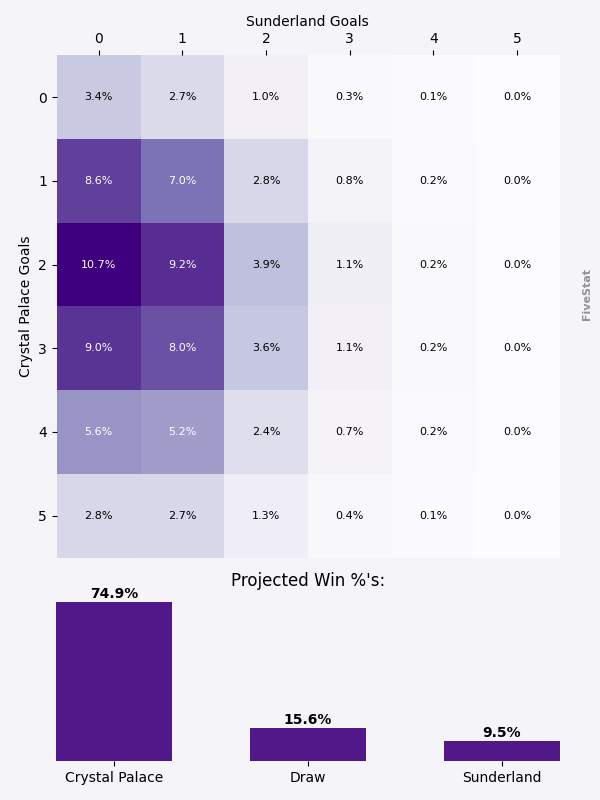 Sunderland Goals
0 1 2 3 4 5
0 3.4% 2.7% 1.0% 0.3% 0.1% 0.0%
1 8.6% 7.0% 2.8% 0.8% 0.2% 0.0%
2 10.7% 9.2% 3.9% 1.1% 0.2% 0.0%
3 9.0% 8.0% 3.6% 1.1% 0.2% 0.0%
4 5.6% 5.2% 2.4% 0.7% 0.2% 0.0%
5 2.8% 2.7% 1.3% 0.4% 0.1% 0.0%
Crystal Palace Goals
FiveStat
Projected Win %'s:
74.9% 15.6% 9.5%
Crystal Palace Draw Sunderland